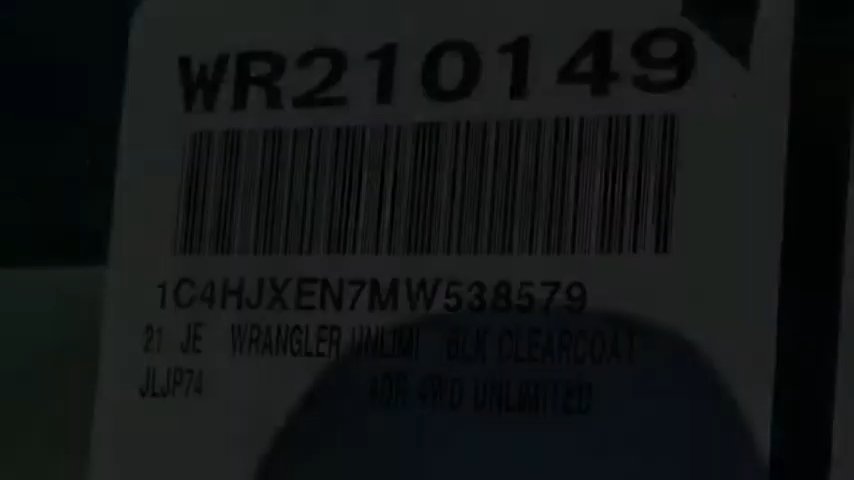 WR210149
1C4HJXEN7MW538579
21 JE WRANGLER UNLIMI BLK CLEARCOAT
JLJP74 4DR 4WD UNLIMITED